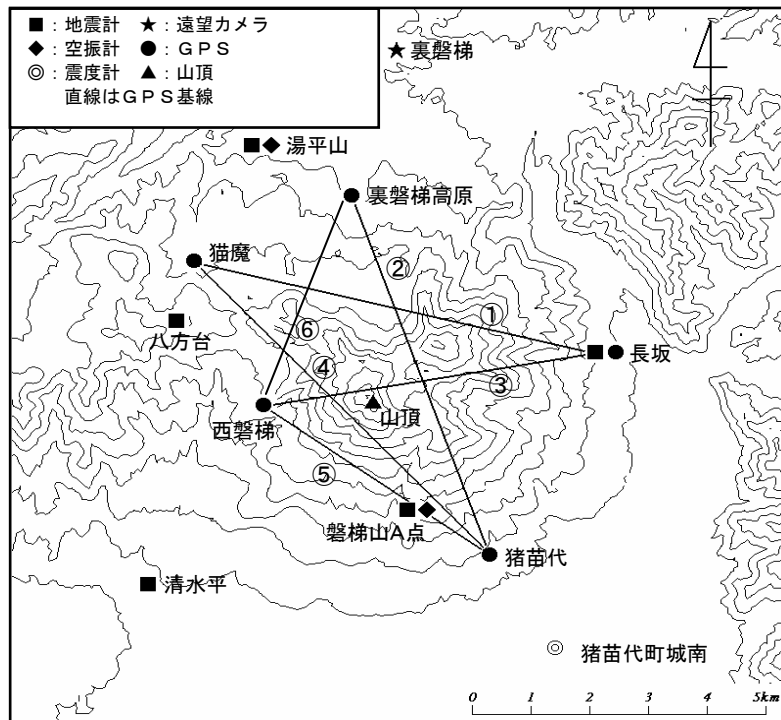 ■：地震計 ★：遠望カメラ
◆：空振計 ●：ＧＰＳ
◎：震度計 ▲：山頂
直線はＧＰＳ基線
裏磐梯
湯平山
裏磐梯高原
猫魔
②
①
⑥
八方台
長坂
④
③
山頂
西磐梯
⑤
磐梯山A点
猪苗代
清水平
猪苗代町城南
0 1 2 3 4 5km